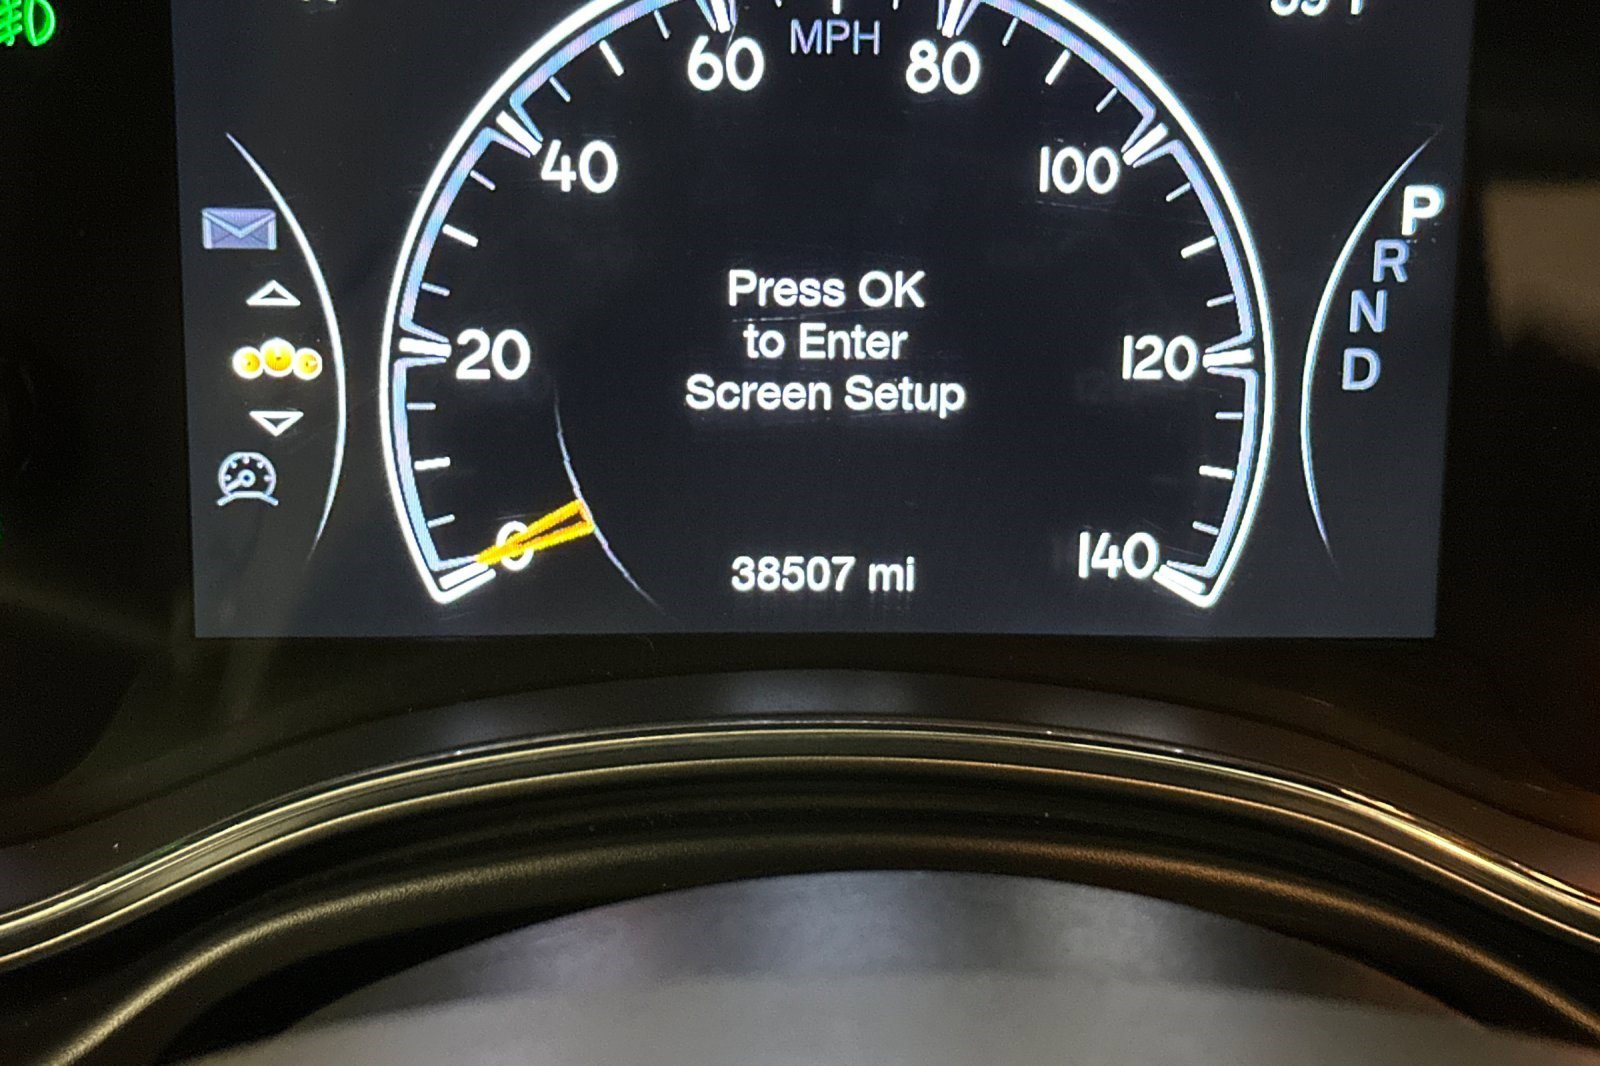 MPH
60
80
40
100
P
R
N
D
Press OK
to Enter
Screen Setup
20
120
0
140
38507 mi